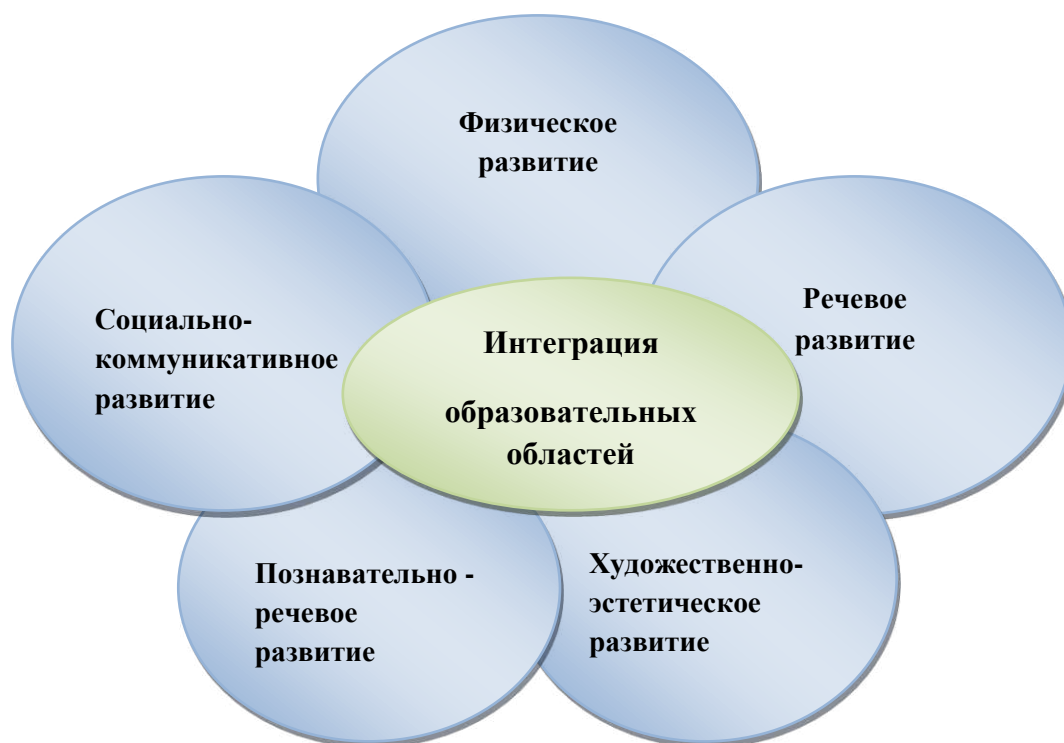 Физическое
развитие
Социально-
коммуникативное
развитие
Речевое
развитие
Интеграция
образовательных
областей
Познавательно -
речевое
развитие
Художественно-
эстетическое
развитие